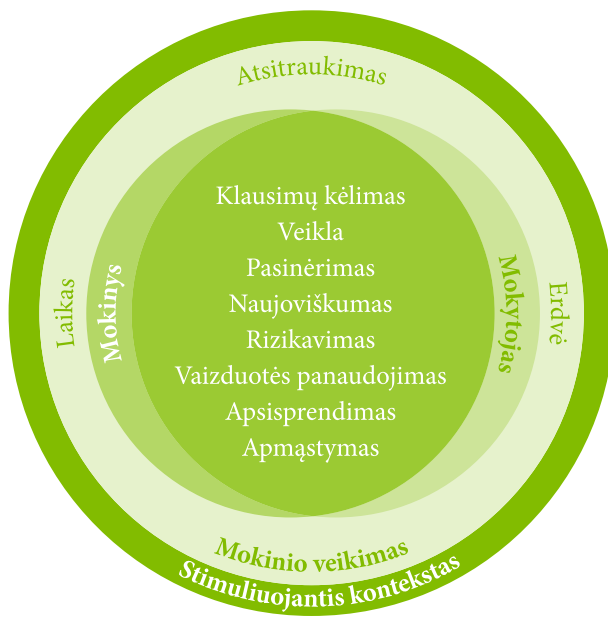 Atsitraukimas
Laikas
Mokinys
Klausimų kėlimas
Veikla
Pasinėrimas
Naujoviškumas
Rizikavimas
Vaizduotės panaudojimas
Apsisprendimas
Apmąstymas
Mokytojas
Erdvė
Mokinio veikimas
Stimuliuojantis kontekstas